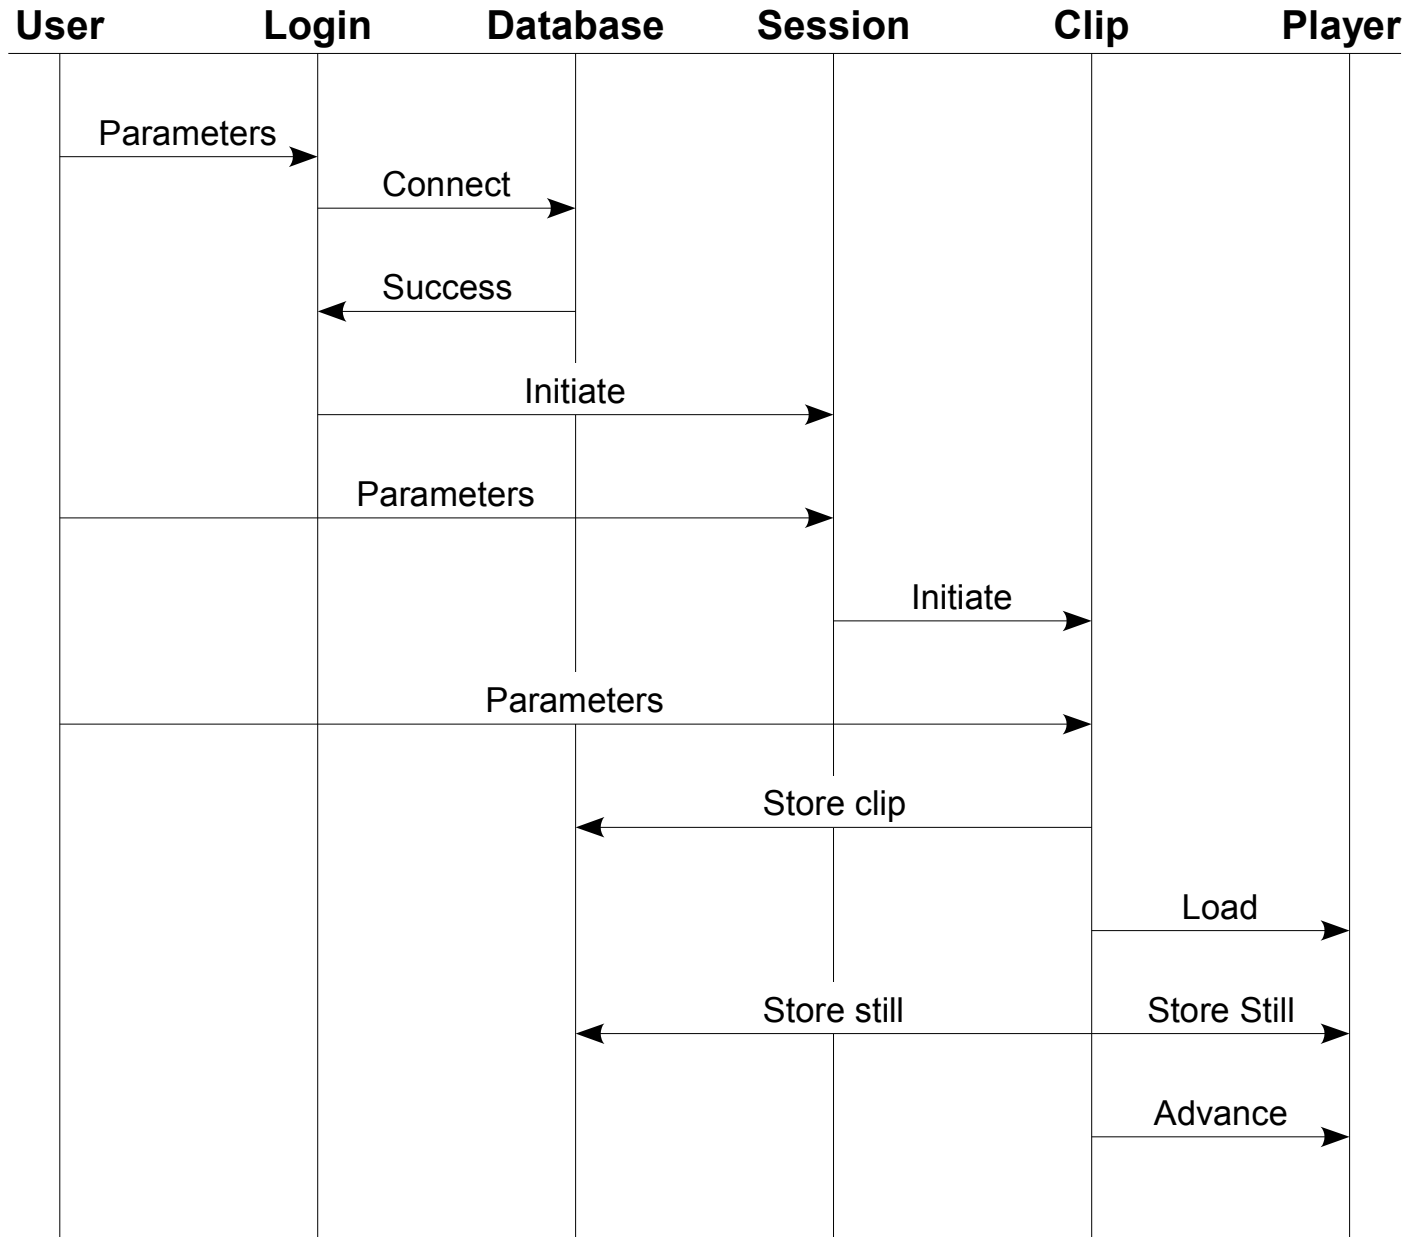 User Login Database Session Clip Player
Parameters
Connect
Success
Initiate
Parameters
Initiate
Parameters
Store clip
Load
Store still Store Still
Advance